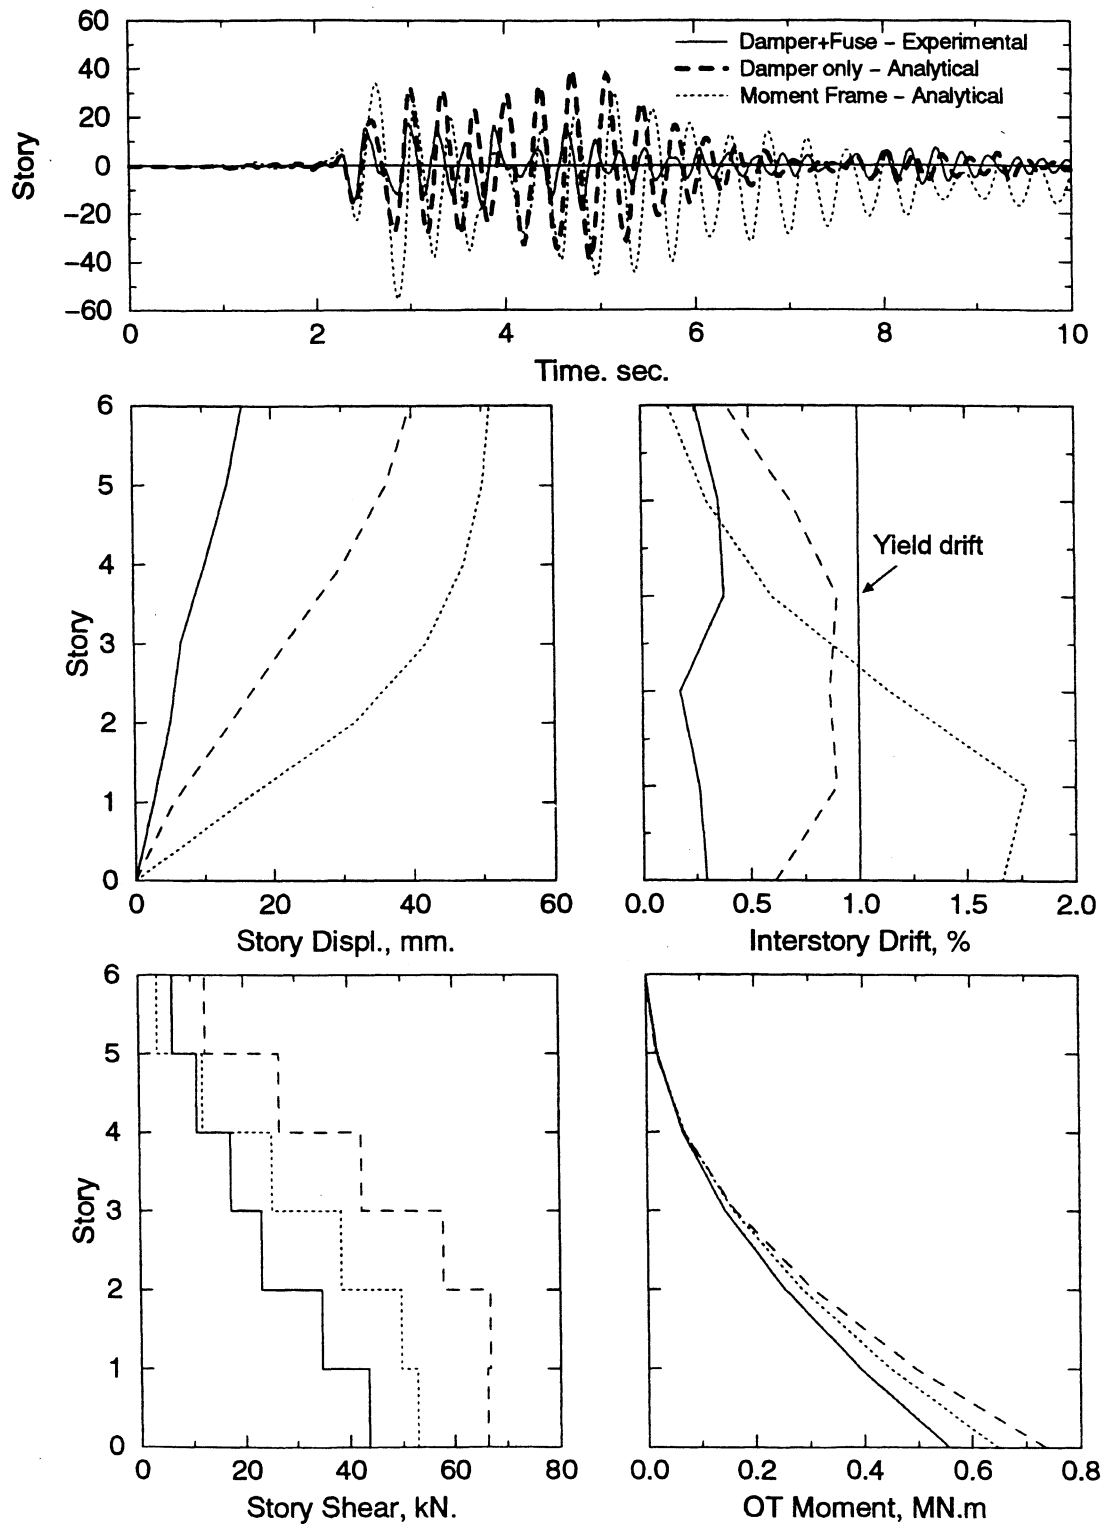 60
40
20
0
−20
−40
−60
Story
Damper+Fuse – Experimental
Damper only – Analytical
Moment Frame – Analytical
0 2 4 6 8 10
Time. sec.
6
5
4
3
2
1
0
Story
0 20 40 60
Story Displ., mm.
Yield drift
0.0 0.5 1.0 1.5 2.0
Interstory Drift, %
6
5
4
3
2
1
0
Story
0 20 40 60 80
Story Shear, kN.
0.0 0.2 0.4 0.6 0.8
OT Moment, MN.m